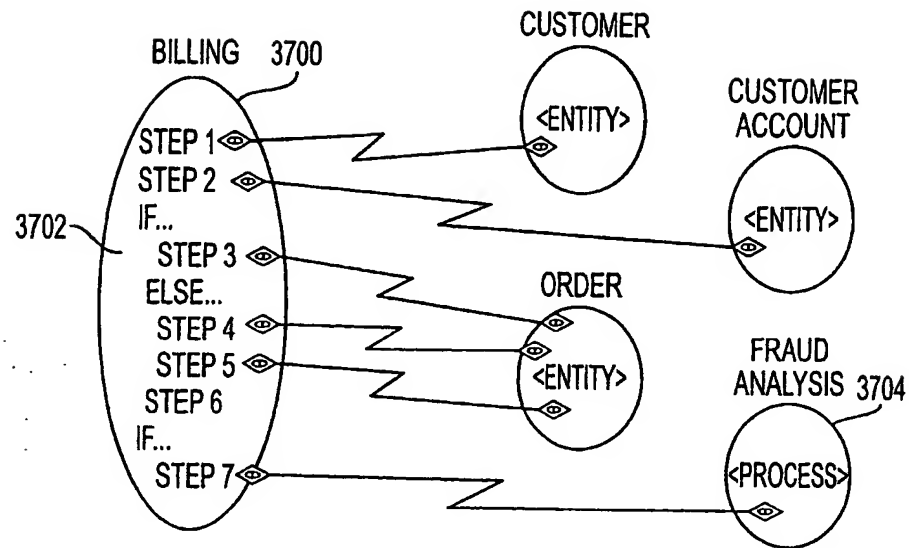 BILLING
3700
STEP 1
STEP 2
IF...
3702
STEP 3
ELSE...
STEP 4
STEP 5
STEP 6
IF...
STEP 7
CUSTOMER
<ENTITY>
CUSTOMER
ACCOUNT
<ENTITY>
ORDER
<ENTITY>
FRAUD
ANALYSIS
3704
<PROCESS>